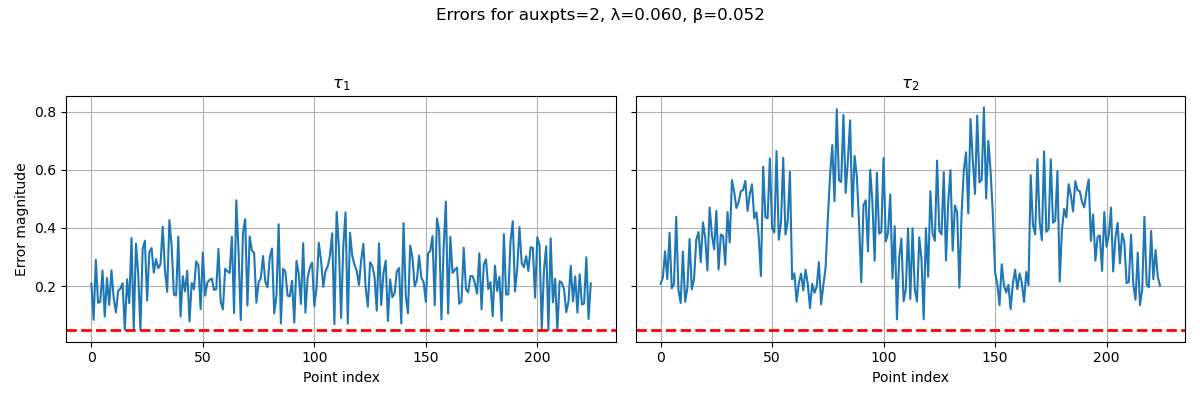 Errors for auxpts=2, λ=0.060, β=0.052
τ1
τ2
Error magnitude
0.8
0.6
0.4
0.2
0 50 100 150 200
0 50 100 150 200
Point index
Point index